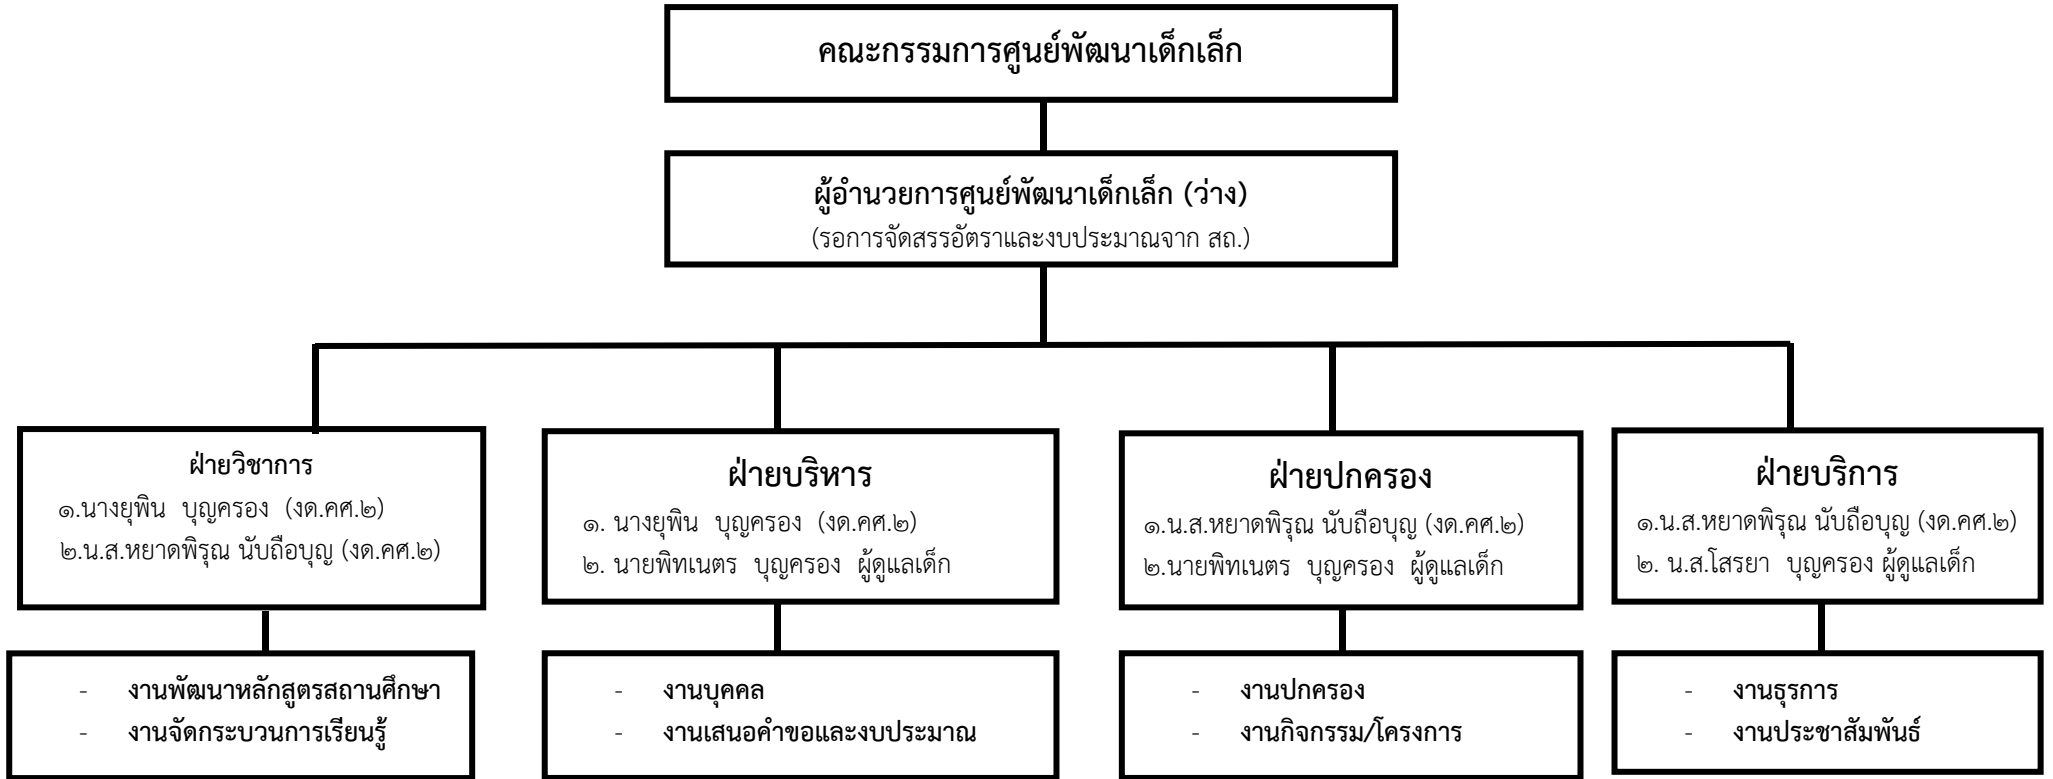 คณะกรรมการศูนย์พัฒนาเด็กเล็ก
ผู้อำนวยการศูนย์พัฒนาเด็กเล็ก (ว่าง)
(รอการจัดสรรอัตราและงบประมาณจาก สถ.)
ฝ่ายวิชาการ
๑.นางยุพิน บุญครอง (งด.คศ.๒)
๒.น.ส.หยาดพิรุณ นับถือบุญ (งด.คศ.๒)
ฝ่ายบริหาร
๑. นางยุพิน บุญครอง (งด.คศ.๒)
๒. นายพิทเนตร บุญครอง ผู้ดูแลเด็ก
ฝ่ายปกครอง
๑.น.ส.หยาดพิรุณ นับถือบุญ (งด.คศ.๒)
๒.นายพิทเนตร บุญครอง ผู้ดูแลเด็ก
ฝ่ายบริการ
๑.น.ส.หยาดพิรุณ นับถือบุญ (งด.คศ.๒)
๒. น.ส.โสรยา บุญครอง ผู้ดูแลเด็ก
- งานพัฒนาหลักสูตรสถานศึกษา
- งานจัดกระบวนการเรียนรู้
- งานบุคคล
- งานเสนอคำขอและงบประมาณ
- งานปกครอง
- งานกิจกรรม/โครงการ
- งานธุรการ
- งานประชาสัมพันธ์